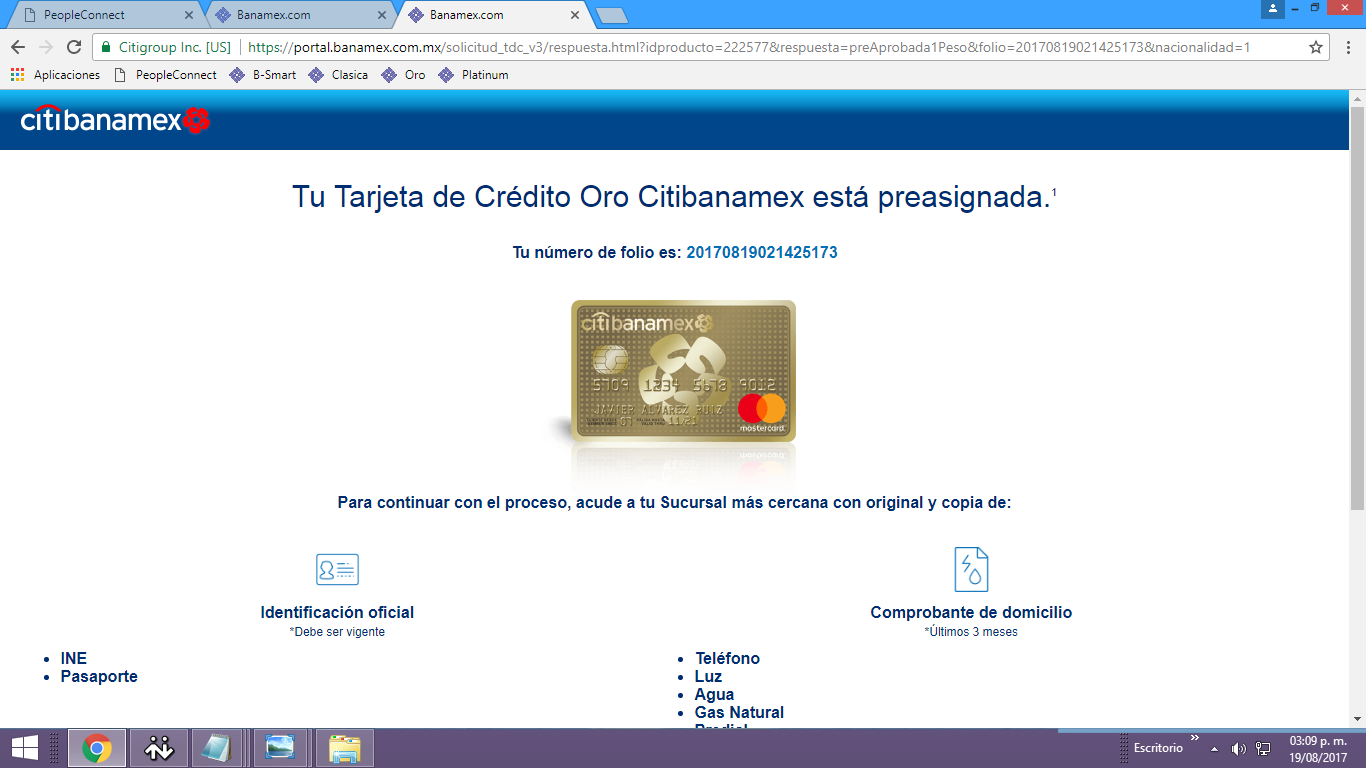 PeopleConnect
Banamex.com
Banamex.com
Citigroup Inc. [US] https://portal.banamex.com.mx/solicitud_tdc_v3/respuesta.html?idproducto=222577&respuesta=preAprobada1Peso&folio=20170819021425173&nacionalidad=1
Aplicaciones PeopleConnect B-Smart Clasica Oro Platinum
citibanamex
Tu Tarjeta de Crédito Oro Citibanamex está preasignada.1
Tu número de folio es: 20170819021425173
citibanamex
5709 1234 5678 9012
JAVIER ALVAREZ RUIZ
07 11/21
mastercard
Para continuar con el proceso, acude a tu Sucursal más cercana con original y copia de:
Identificación oficial
*Debe ser vigente
INE
Pasaporte
Comprobante de domicilio
*Últimos 3 meses
Teléfono
Luz
Agua
Gas Natural
Predial
Escritorio
03:09 p. m.
19/08/2017